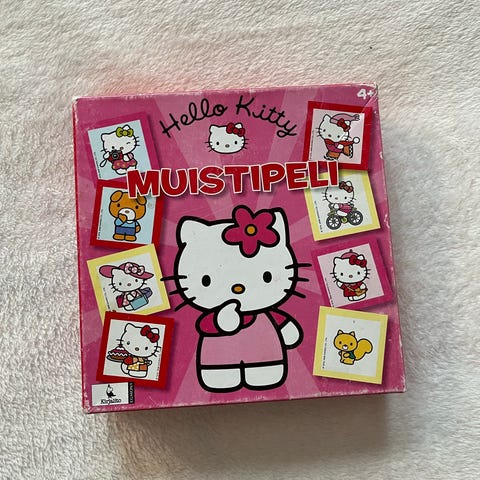 4+
Hello Kitty
MUISTIPELI
Kirjalito